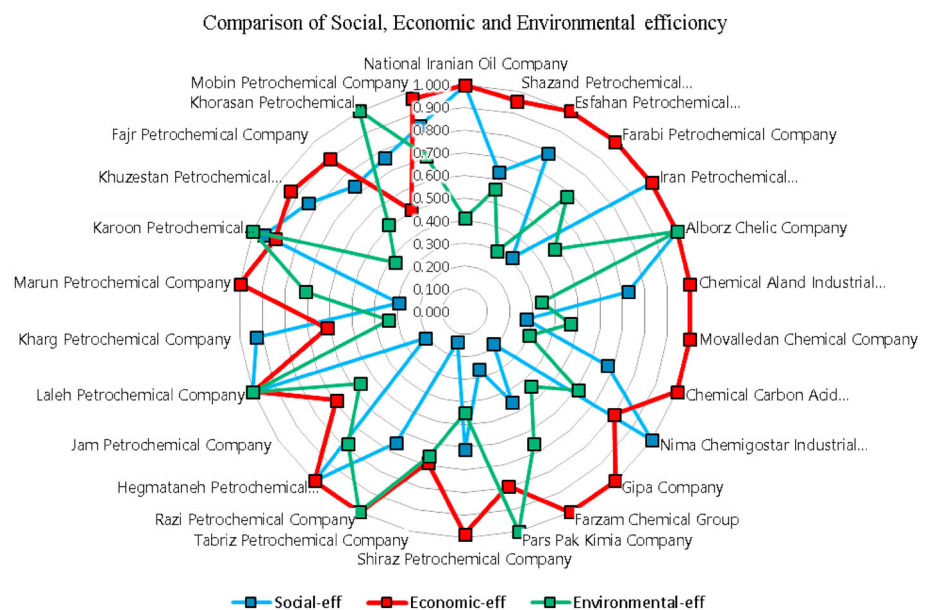 Comparison of Social, Economic and Environmental efficioncy
National Iranian Oil Company
Mobin Petrochemical Company
Shazand Petrochemical...
Khorasan Petrochemical...
Esfahan Petrochemical...
Fajr Petrochemical Company
Farabi Petrochemical Company
Khuzestan Petrochemical...
Iran Petrochemical...
Karoon Petrochemical...
Alborz Chelic Company
Marun Petrochemical Company
Chemical Aland Industrial...
Kharg Petrochemical Company
Movalledan Chemical Company
Laleh Petrochemical Company
Chemical Carbon Acid...
Jam Petrochemical Company
Nima Chemigostar Industrial...
Hegmataneh Petrochemical...
Gipa Company
Razi Petrochemical Company
Farzam Chemical Group
Tabriz Petrochemical Company
Pars Pak Kimia Company
Shiraz Petrochemical Company
1.000
0.900
0.800
0.700
0.600
0.500
0.400
0.300
0.200
0.100
0.000
Social-eff
Economic-eff
Environmental-eff